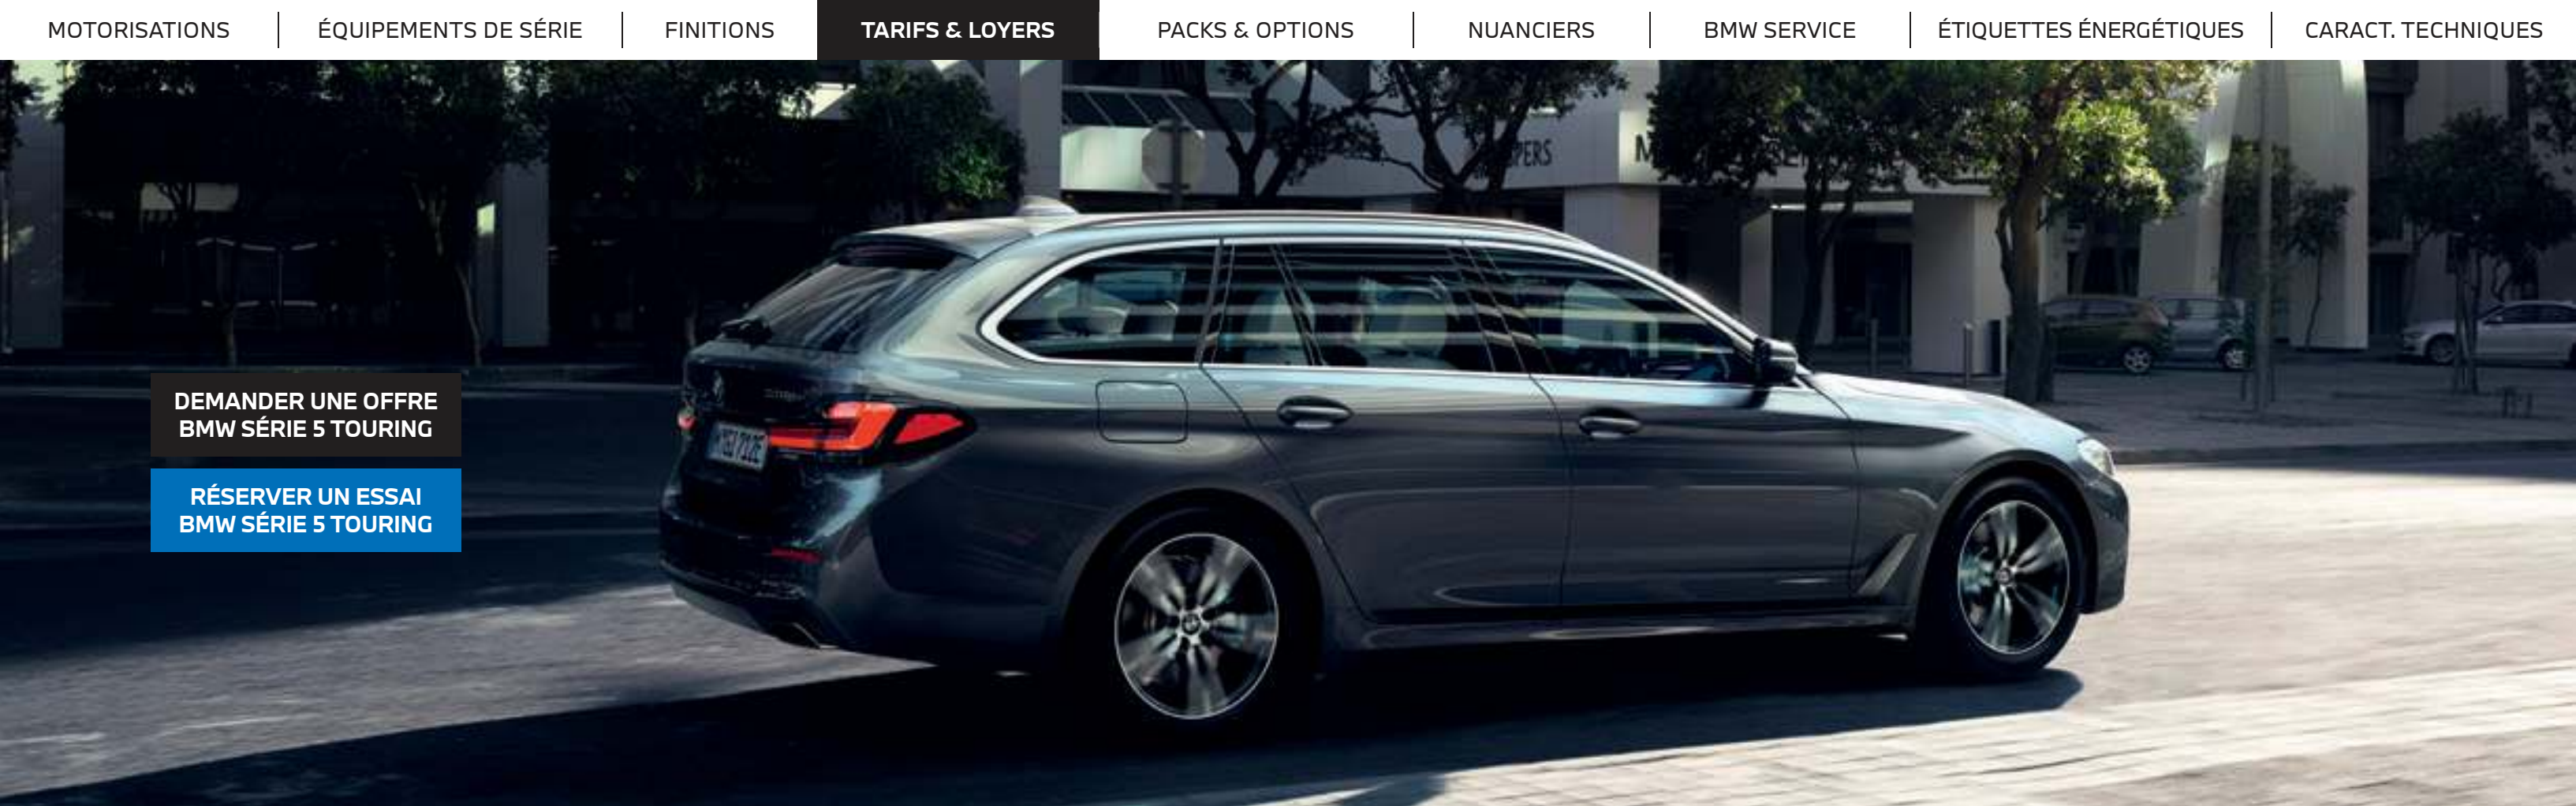 MOTORISATIONS
ÉQUIPEMENTS DE SÉRIE
FINITIONS
TARIFS & LOYERS
PACKS & OPTIONS
NUANCIERS
BMW SERVICE
ÉTIQUETTES ÉNERGÉTIQUES
CARACT. TECHNIQUES
DEMANDER UNE OFFRE
BMW SÉRIE 5 TOURING
RÉSERVER UN ESSAI
BMW SÉRIE 5 TOURING